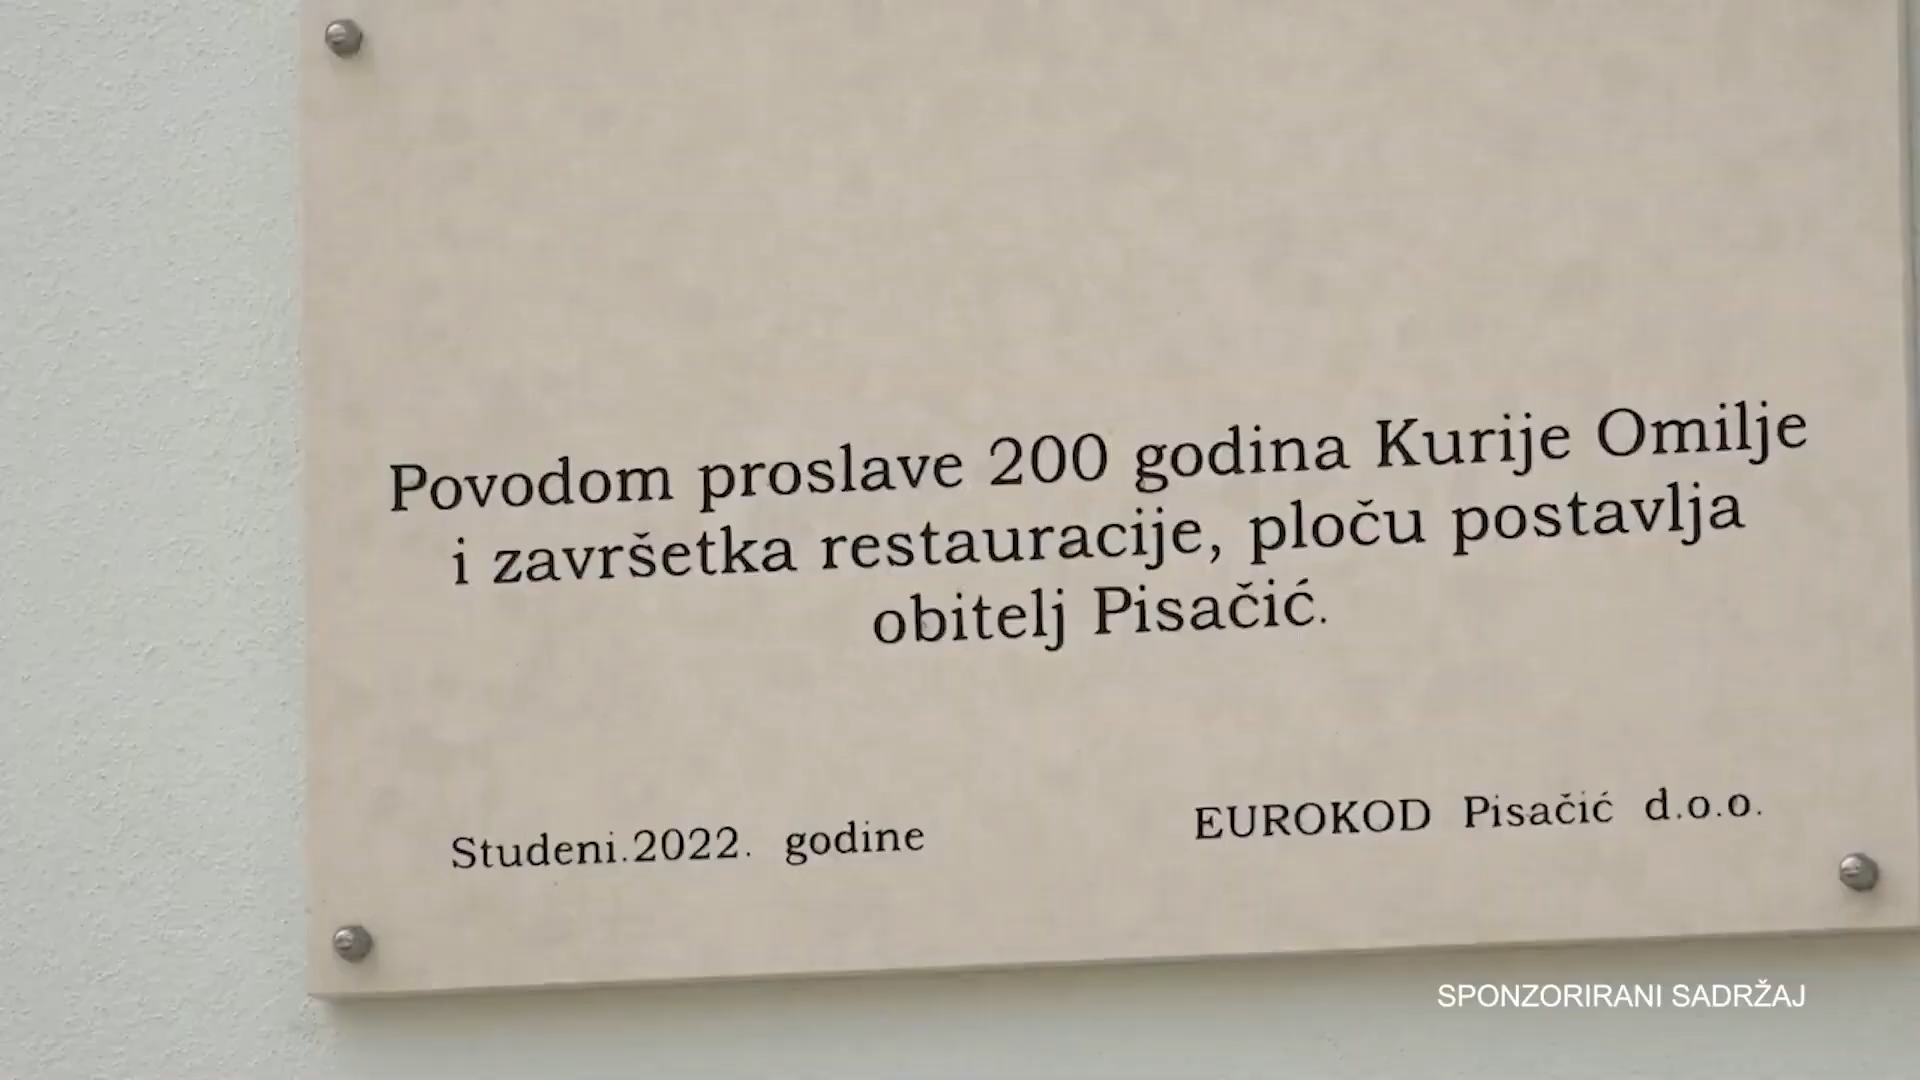 Povodom proslave 200 godina Kurije Omilje
i završetka restauracije, ploču postavlja
obitelj Pisačić.
Studeni.2022. godine
EUROKOD Pisačić d.o.o.
SPONZORIRANI SADRŽAJ